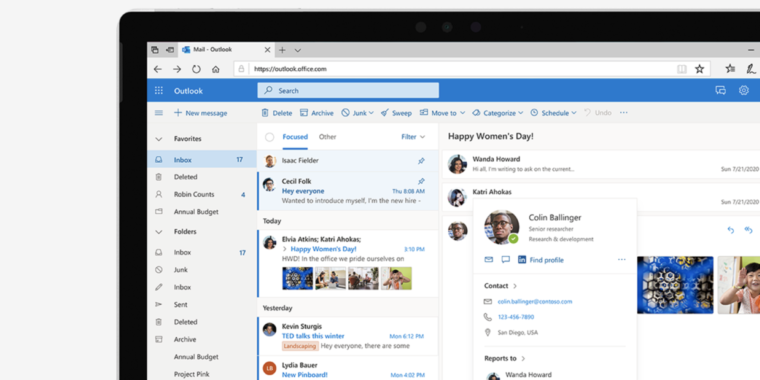 Mail - Outlook
https://outlook.office.com
Outlook
Search
New message
Delete Archive Junk Sweep Move to Categorize Schedule Undo
Favorites
Inbox 17
Deleted
Robin Counts 4
Annual Budget
Folders
Inbox 17
Junk
Inbox
Sent
Deleted
Archive
Annual Budget
Project Pink
Focused Other Filter
Isaac Fielder
Cecil Folk
Hey everyone Thu 8:08 AM
Wanted to introduce myself, I'm the new hire -
Today
Elvia Atkins; Katri Ahokas;
> Happy Women's Day! 3:10 PM
HWD! In the office we pride ourselves on
Yesterday
Kevin Sturgis
TED talks this winter Mon 6:12 PM
Landscaping Hey everyone, there are some
Lydia Bauer
LB
New Pinboard! Mon 4:02 PM
Happy Women's Day!
Wanda Howard
Hi all, I'm writing to ask on the current...
Sun 7/21/2020
Katri Ahokas
Sun 7/21/2020
Colin Ballinger
Senior researcher
Research & development
in Find profile
Contact >
colin.ballinger@contoso.com
123-456-7890
San Diego, USA
Reports to >
Wanda Howard